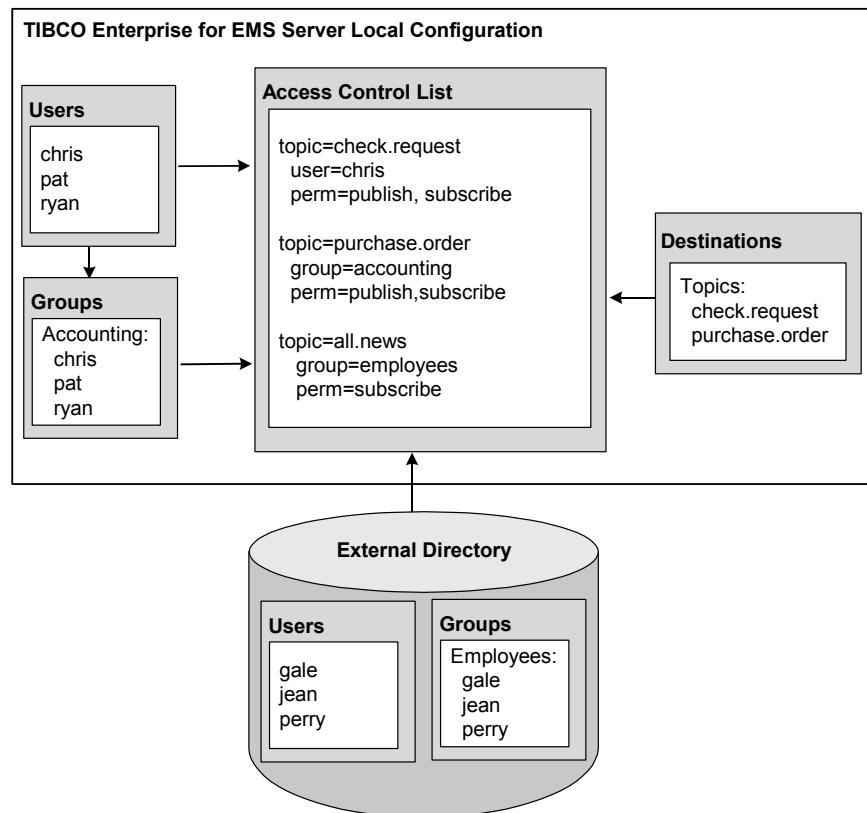 TIBCO Enterprise for EMS Server Local Configuration
Users
chris
pat
ryan
Groups
Accounting:
chris
pat
ryan
Access Control List
topic=check.request
user=chris
perm=publish, subscribe
topic=purchase.order
group=accounting
perm=publish,subscribe
topic=all.news
group=employees
perm=subscribe
Destinations
Topics:
check.request
purchase.order
External Directory
Users
gale
jean
perry
Groups
Employees:
gale
jean
perry